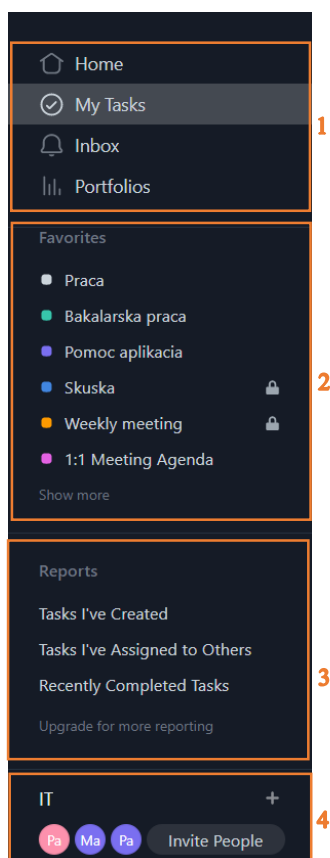 Home
My Tasks
1
Inbox
Portfolios
Favorites
Praca
Bakalarska praca
Pomoc aplikacia
Skuska
2
Weekly meeting
1:1 Meeting Agenda
Show more
Reports
Tasks I've Created
Tasks I've Assigned to Others
Recently Completed Tasks
3
Upgrade for more reporting
IT +
4
Pa Ma Pa Invite People